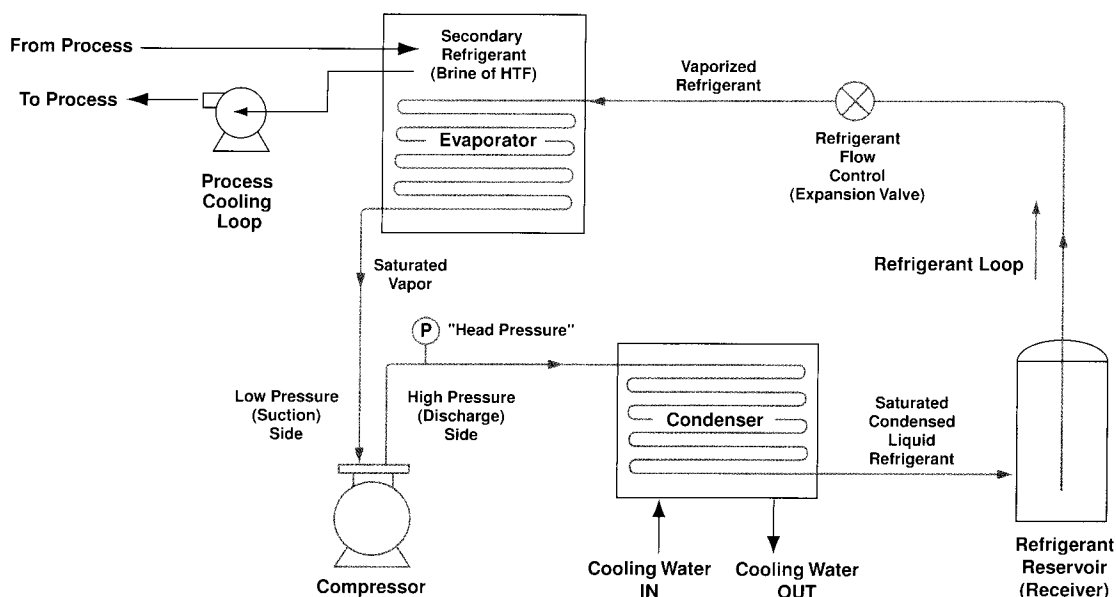 From Process
To Process
Process
Cooling
Loop
Secondary
Refrigerant
(Brine of HTF)
Evaporator
Vaporized
Refrigerant
Refrigerant
Flow
Control
(Expansion Valve)
Refrigerant Loop
Saturated
Vapor
P
"Head Pressure"
Low Pressure
(Suction)
Side
High Pressure
(Discharge)
Side
Condenser
Saturated
Condensed
Liquid
Refrigerant
Compressor
Cooling Water
IN
Cooling Water
OUT
Refrigerant
Reservoir
(Receiver)